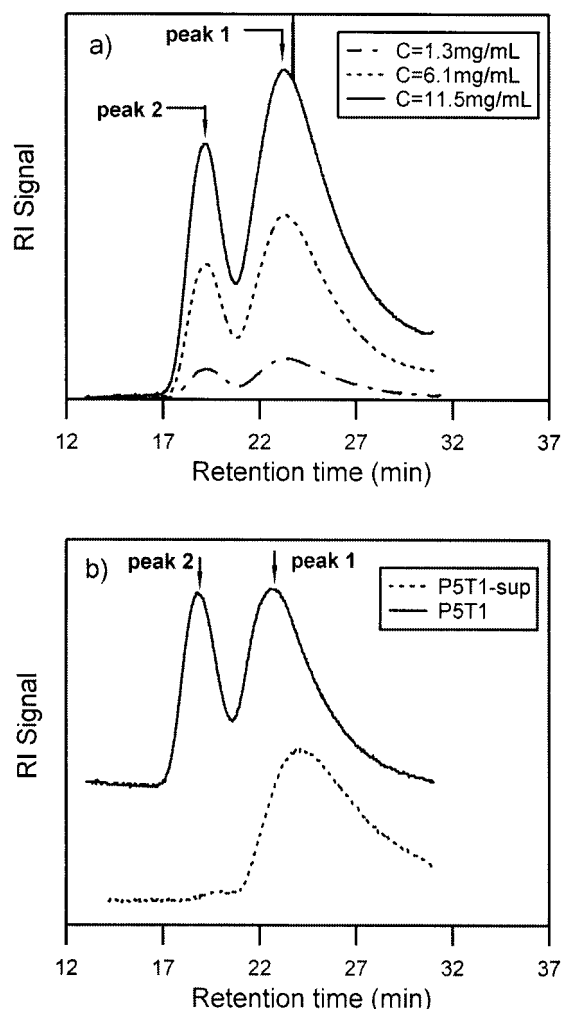 a)
peak 1
peak 2
C=1.3mg/mL
C=6.1mg/mL
C=11.5mg/mL
RI Signal
12 17 22 27 32 37
Retention time (min)
b)
peak 2
peak 1
P5T1-sup
P5T1
RI Signal
12 17 22 27 32 37
Retention time (min)